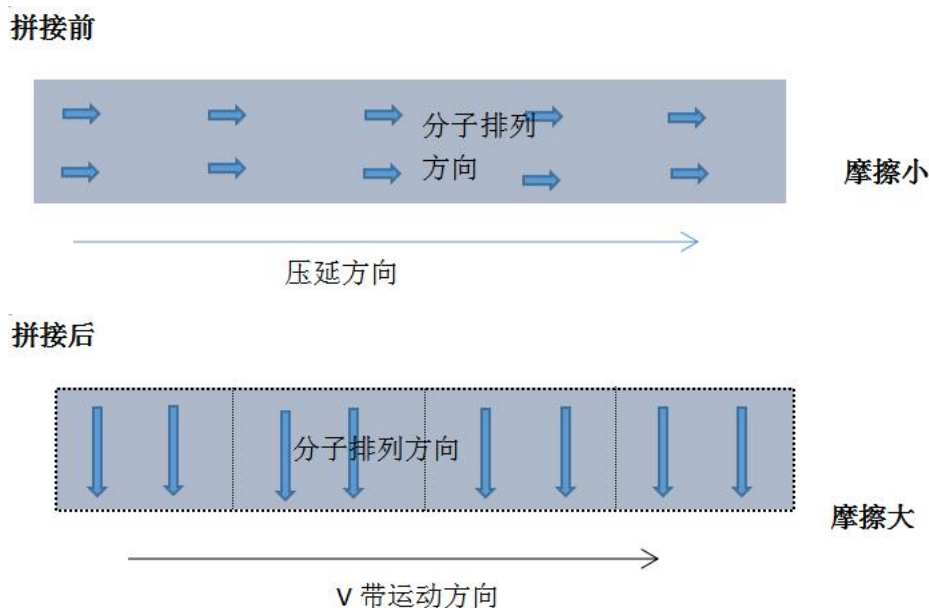 拼接前
分子排列
方向
摩擦小
压延方向
拼接后
分子排列方向
摩擦大
V 带运动方向